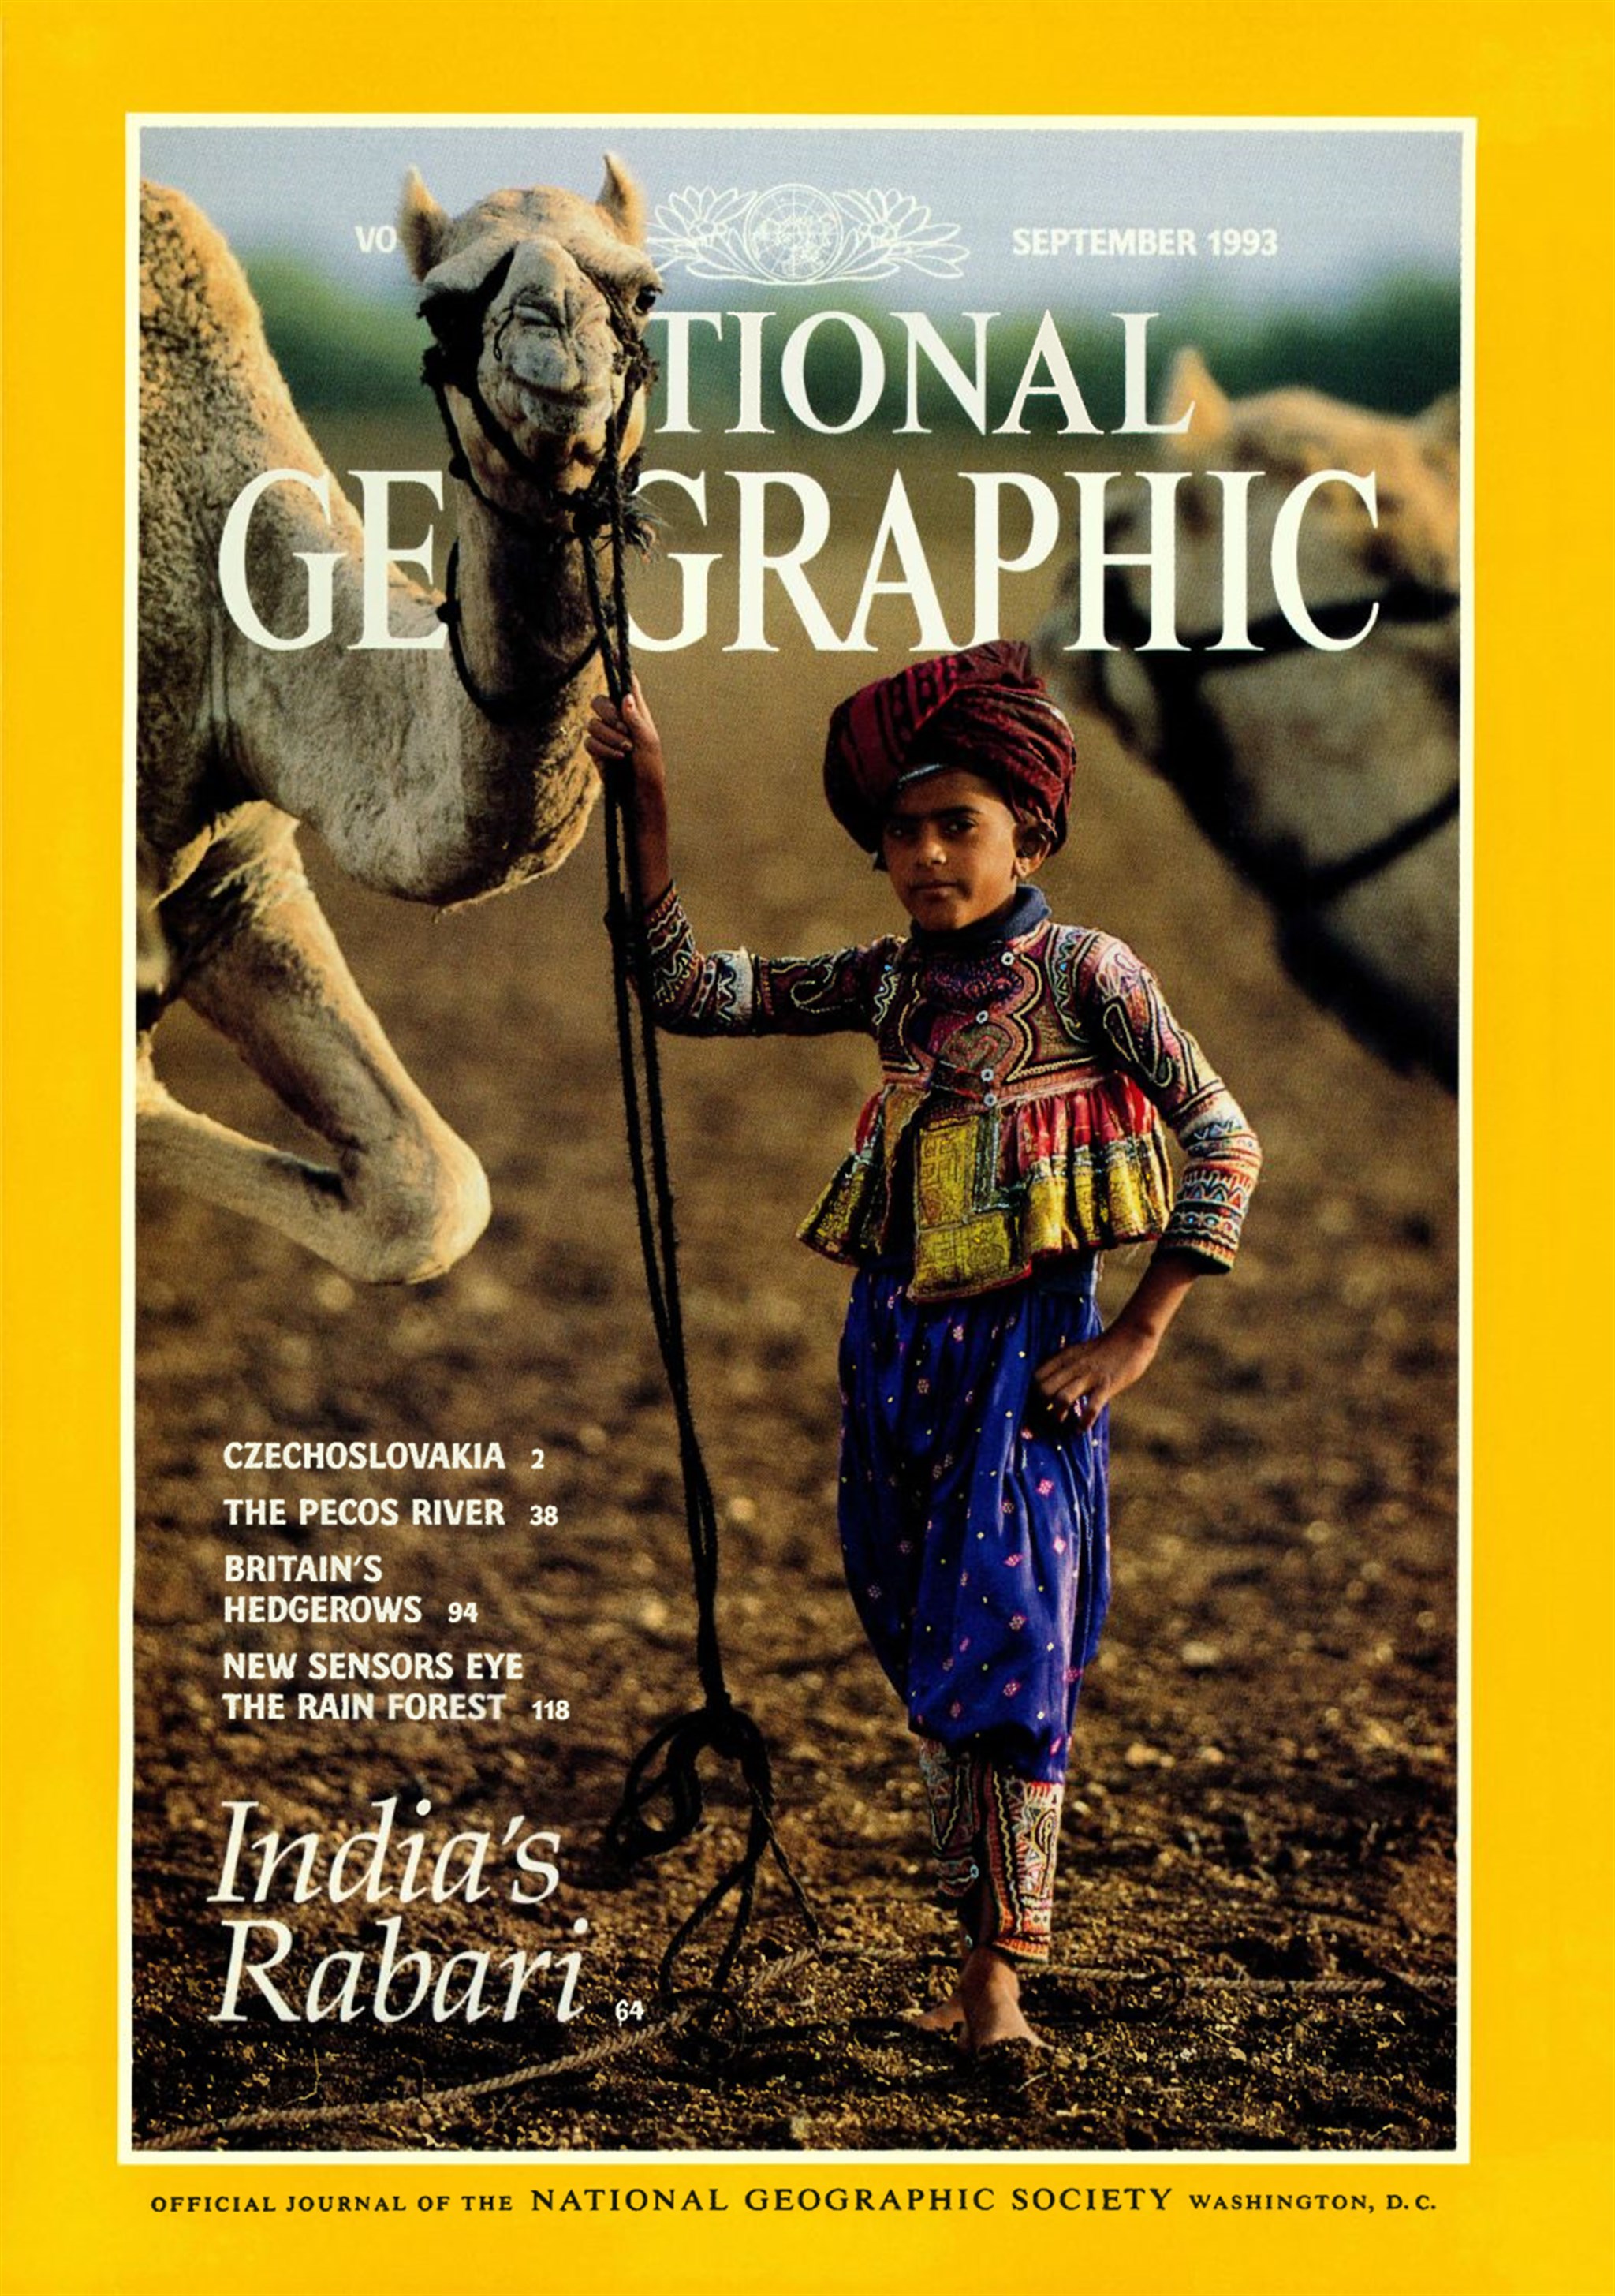 VO
SEPTEMBER 1993
TIONAL
GE GRAPHIC
CZECHOSLOVAKIA 2
THE PECOS RIVER 38
BRITAIN'S
HEDGEROWS 94
NEW SENSORS EYE
THE RAIN FOREST 118
India's
Rabari 64
OFFICIAL JOURNAL OF THE NATIONAL GEOGRAPHIC SOCIETY WASHINGTON, D.C.